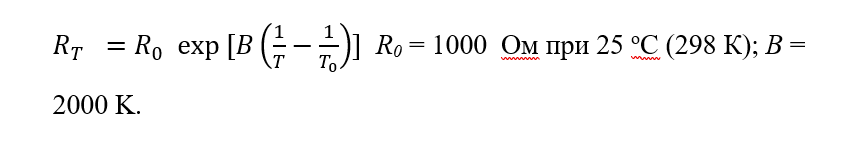 R_T = R_0 exp [B (1/T − 1/T_0)] R_0 = 1000 Ом при 25 °С (298 К); B =
2000 К.